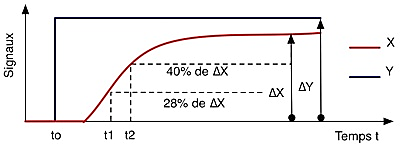 Signaux
X
Y
40% de ΔX
28% de ΔX
ΔX
ΔY
to
t1
t2
Temps t